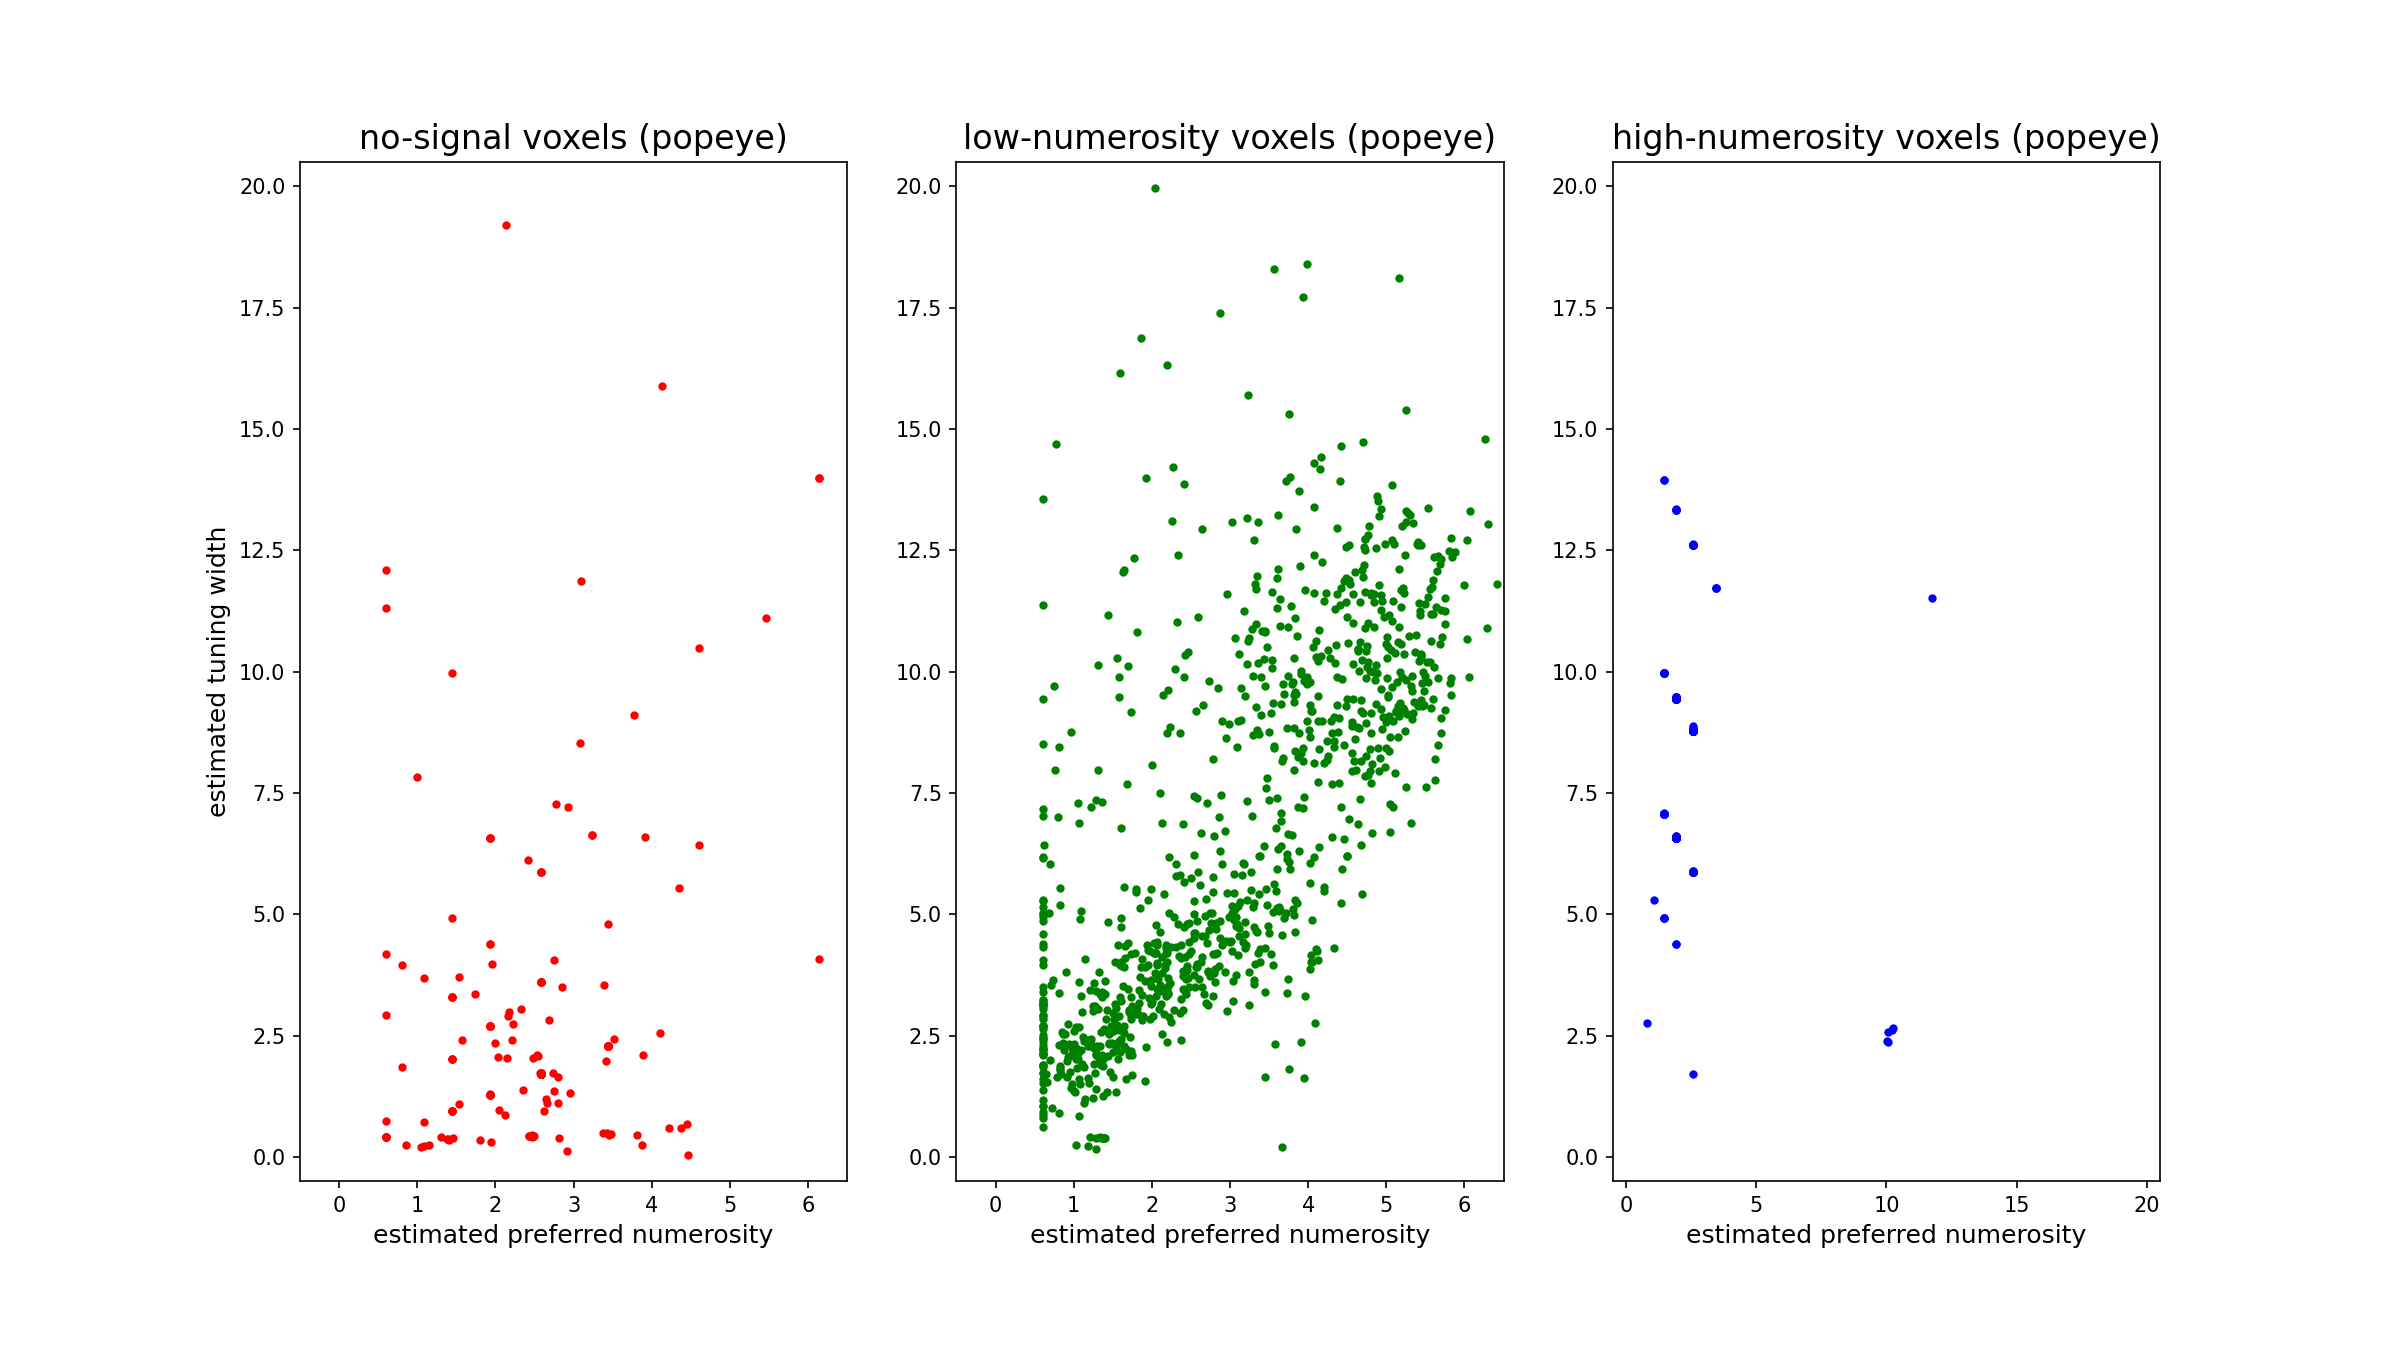 no-signal voxels (popeye)
low-numerosity voxels (popeye)
high-numerosity voxels (popeye)
estimated tuning width
20.0
17.5
15.0
12.5
10.0
7.5
5.0
2.5
0.0
0 1 2 3 4 5 6
estimated preferred numerosity
20.0
17.5
15.0
12.5
10.0
7.5
5.0
2.5
0.0
0 1 2 3 4 5 6
estimated preferred numerosity
20.0
17.5
15.0
12.5
10.0
7.5
5.0
2.5
0.0
0 5 10 15 20
estimated preferred numerosity